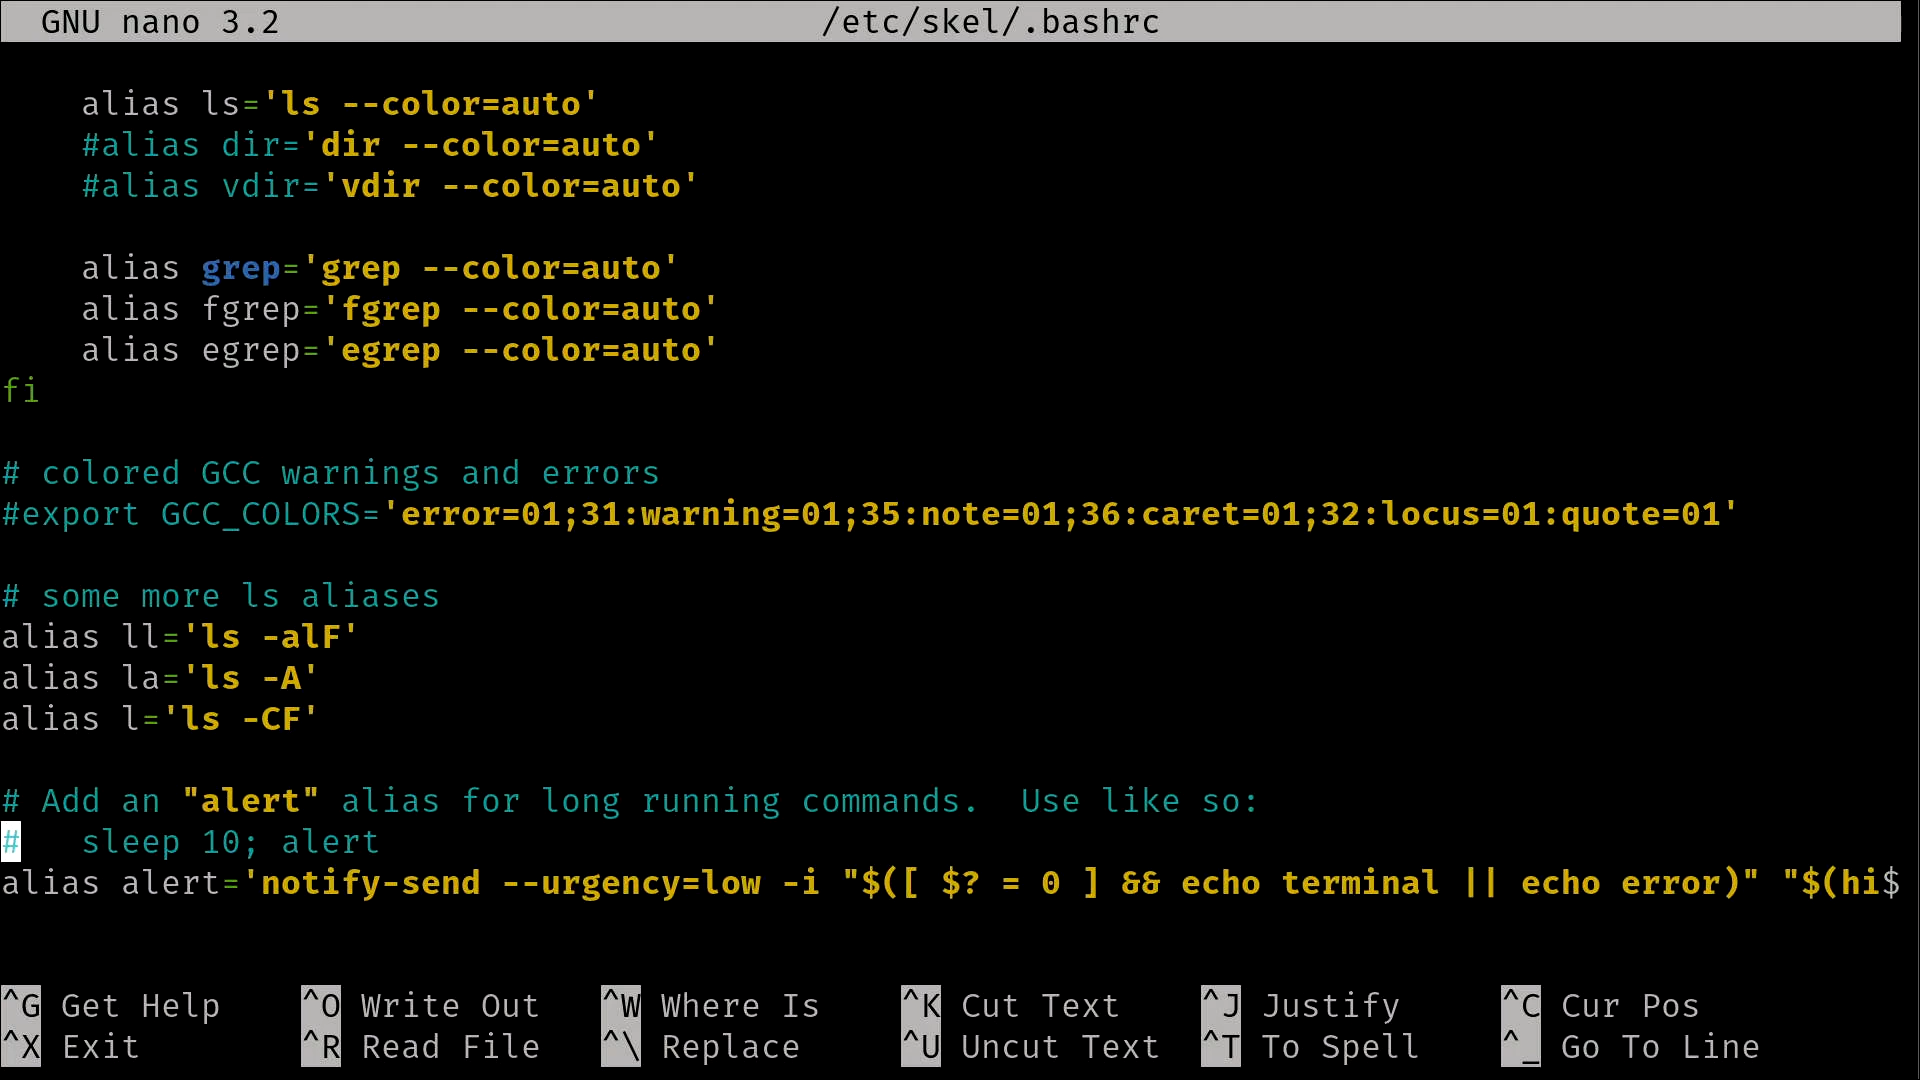 GNU nano 3.2 /etc/skel/.bashrc
alias ls='ls --color=auto'
#alias dir='dir --color=auto'
#alias vdir='vdir --color=auto'
alias grep='grep --color=auto'
alias fgrep='fgrep --color=auto'
alias egrep='egrep --color=auto'
fi
# colored GCC warnings and errors
#export GCC_COLORS='error=01;31:warning=01;35:note=01;36:caret=01;32:locus=01:quote=01'
# some more ls aliases
alias ll='ls -alF'
alias la='ls -A'
alias l='ls -CF'
# Add an "alert" alias for long running commands.  Use like so:
#   sleep 10; alert
alias alert='notify-send --urgency=low -i "$([ $? = 0 ] && echo terminal || echo error)" "$(hi$
^G Get Help ^O Write Out ^W Where Is ^K Cut Text ^J Justify ^C Cur Pos
^X Exit ^R Read File ^\ Replace ^U Uncut Text ^T To Spell ^_ Go To Line